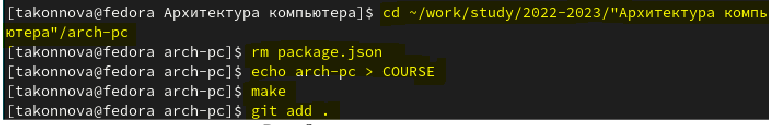 [takonnova@fedora Архитектура компьютера]$ cd ~/work/study/2022-2023/"Архитектура компь
ютера"/arch-pc
[takonnova@fedora arch-pc]$ rm package.json
[takonnova@fedora arch-pc]$ echo arch-pc > COURSE
[takonnova@fedora arch-pc]$ make
[takonnova@fedora arch-pc]$ git add .